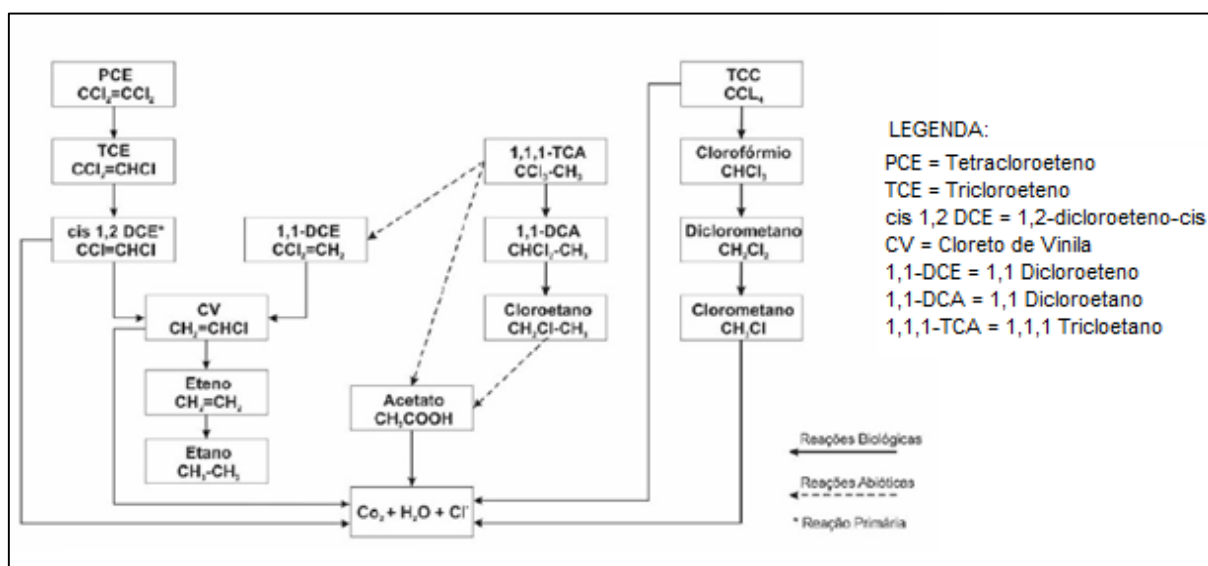 PCE
CCl₂=CCl₂
TCE
CCl₂=CHCl
cis 1,2 DCE*
CCl=CHCl
1,1-DCE
CCl₂=CH₂
CV
CH₂=CHCl
Eteno
CH₂=CH₂
Etano
CH₃-CH₃
1,1,1-TCA
CCl₃-CH₃
1,1-DCA
CHCl₂-CH₃
Cloroetano
CH₂Cl-CH₃
Acetato
CH₃COOH
Co₂ + H₂O + Cl⁻
TCC
CCL₄
Clorofórmio
CHCl₃
Diclorometano
CH₂Cl₂
Clorometano
CH₃Cl
LEGENDA:
PCE = Tetracloroeteno
TCE = Tricloroeteno
cis 1,2 DCE = 1,2-dicloroeteno-cis
CV = Cloreto de Vinila
1,1-DCE = 1,1 Dicloroeteno
1,1-DCA = 1,1 Dicloroetano
1,1,1-TCA = 1,1,1 Tricloetano
Reações Biológicas
Reações Abióticas
* Reação Primária